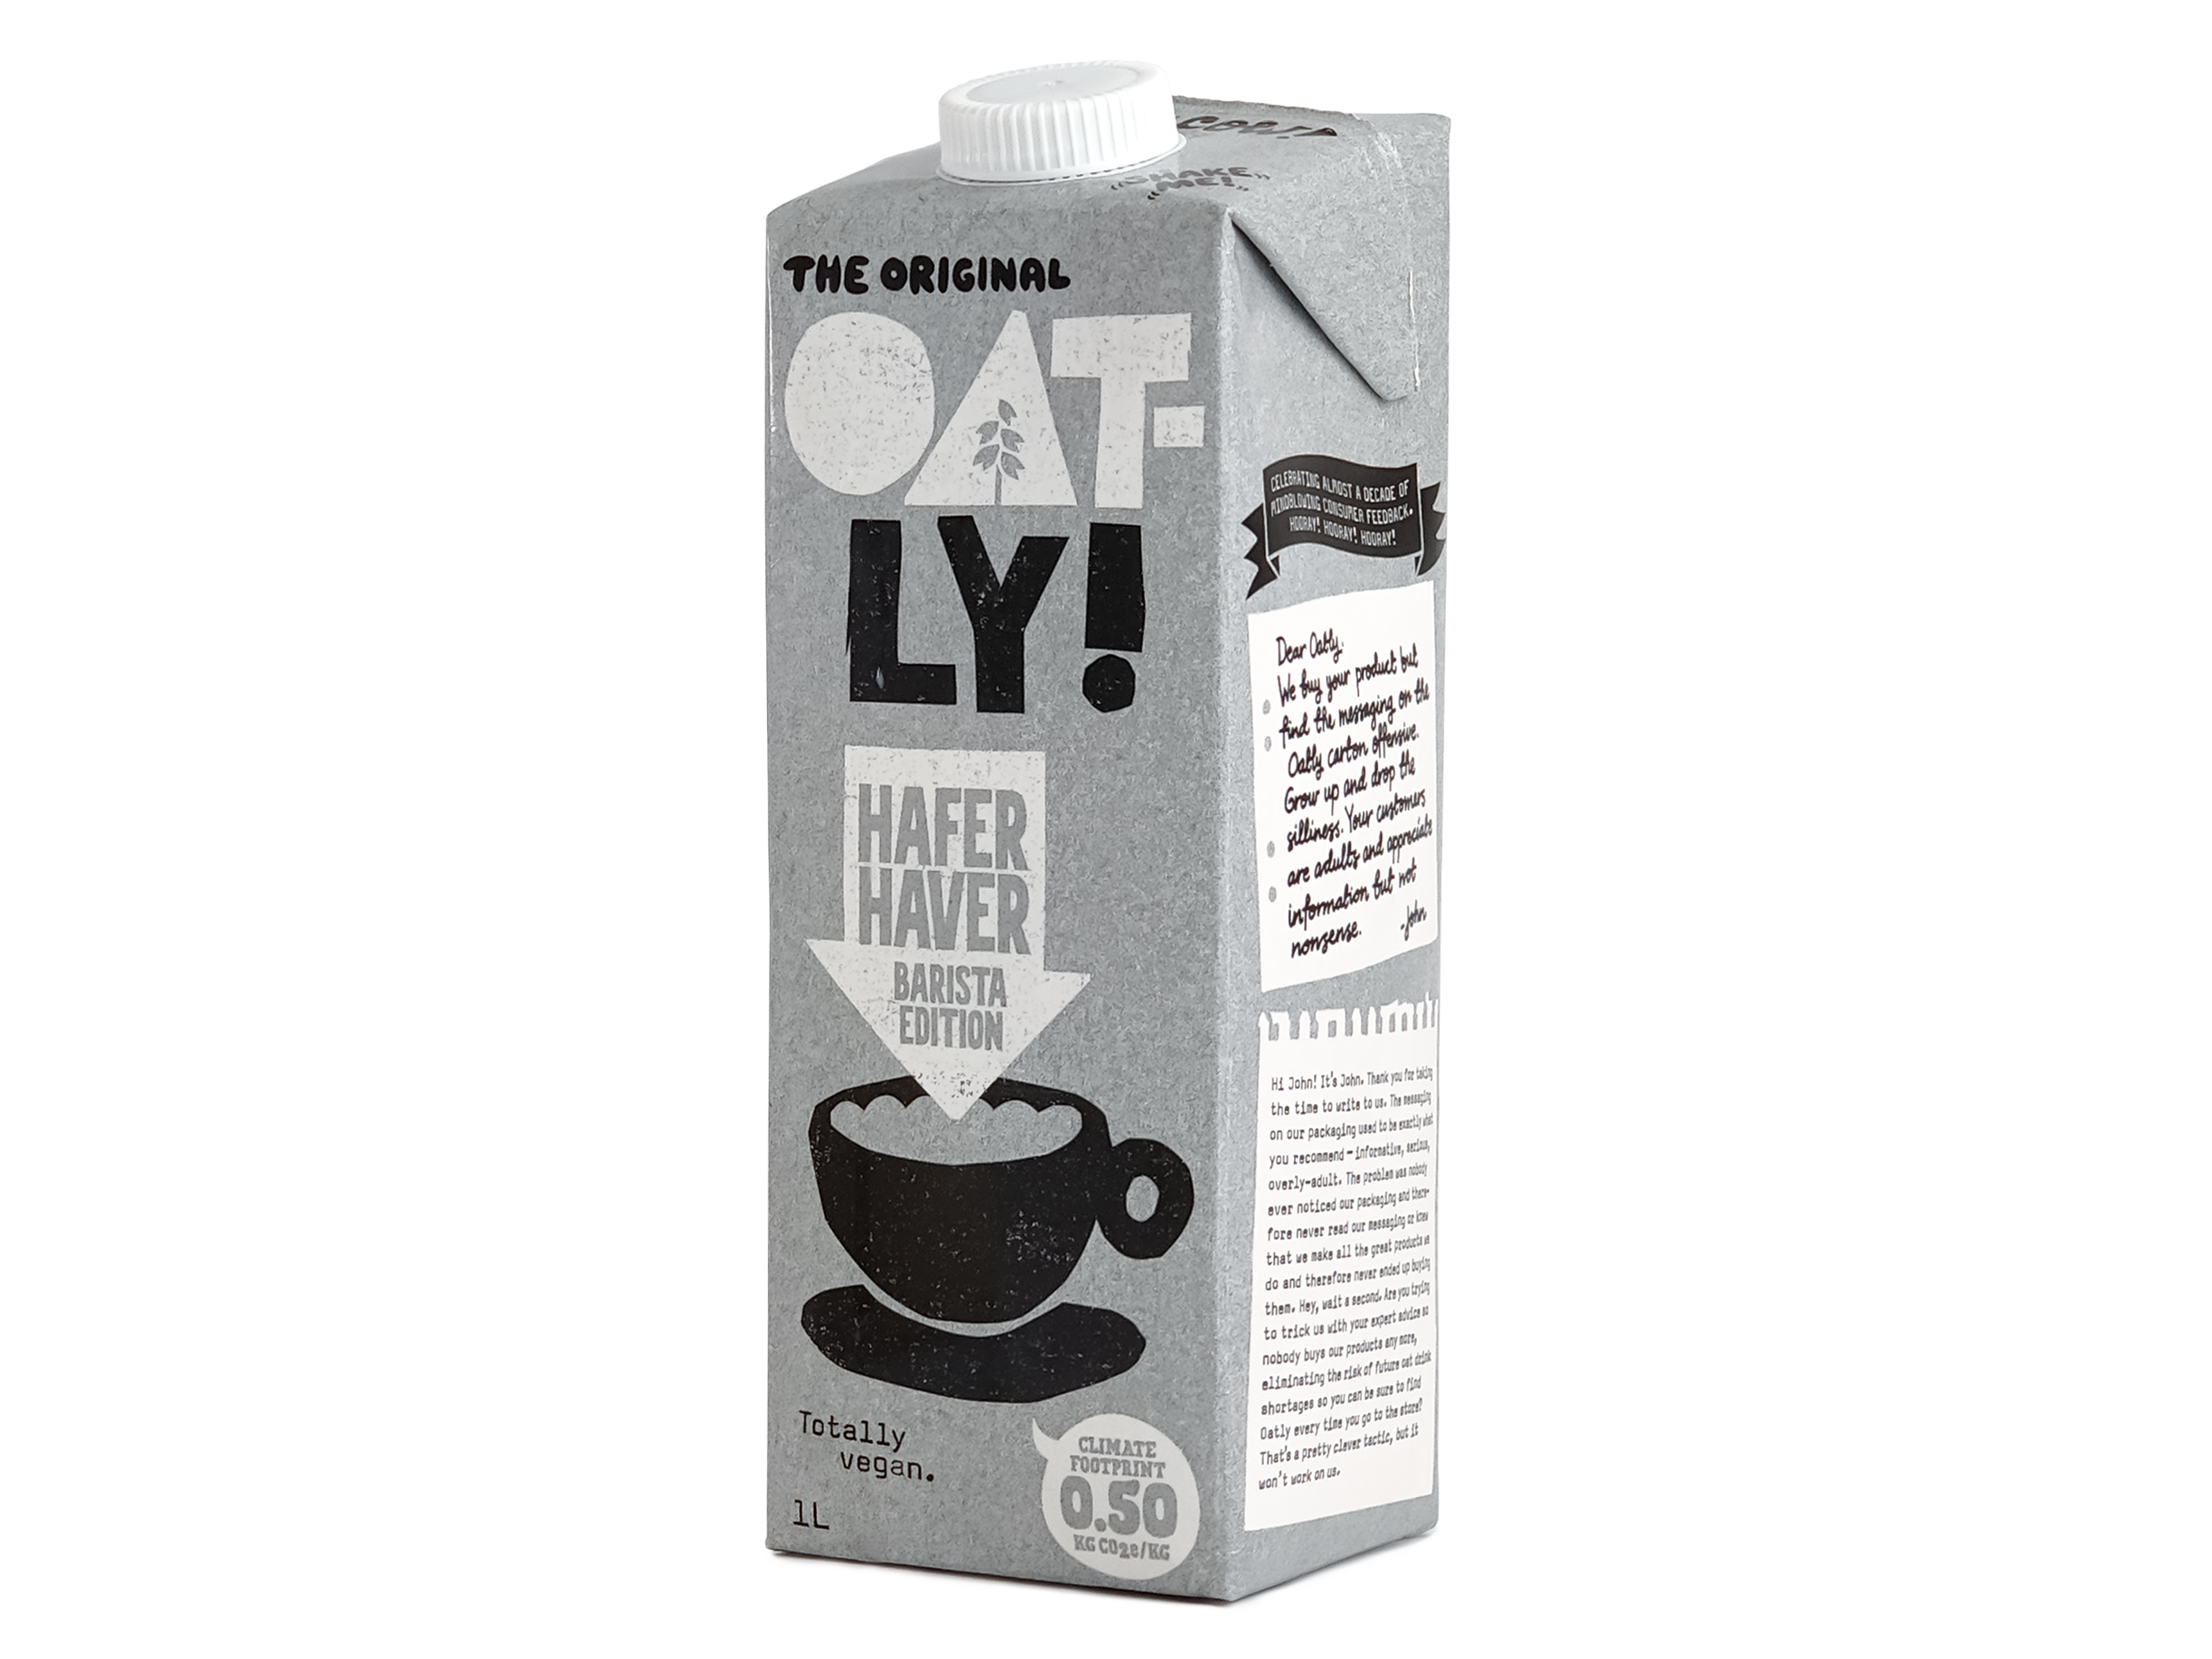 COW!
"SHAKE
ME!"
THE ORIGINAL
OAT-
LY!
HAFER
HAVER
BARISTA
EDITION
Totally
vegan.
1L
CLIMATE
FOOTPRINT
0.50
KG CO2e/KG
CELEBRATING ALMOST A DECADE OF
MINDBLOWING CONSUMER FEEDBACK.
HOORAY! HOORAY! HOORAY!
Dear Oatly.
We buy your product but
find the messaging on the
Oatly carton offensive.
Grow up and drop the
silliness. Your customers
are adults and appreciate
information but not
nonsense.
-John
Hi John! It's John. Thank you for taking
the time to write to us. The messaging
on our packaging used to be exactly what
you recommend – informative, serious,
overly-adult. The problem was nobody
ever noticed our packaging and there-
fore never read our messaging or knew
that we make all the great products we
do and therefore never ended up buying
them. Hey, wait a second. Are you trying
to trick us with your expert advice so
nobody buys our products any more,
eliminating the risk of future oat drink
shortages so you can be sure to find
Oatly every time you go to the store?
That's a pretty clever tactic, but it
won't work on us.